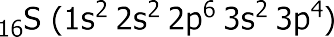 ₁₆S (1s² 2s² 2p⁶ 3s² 3p⁴)